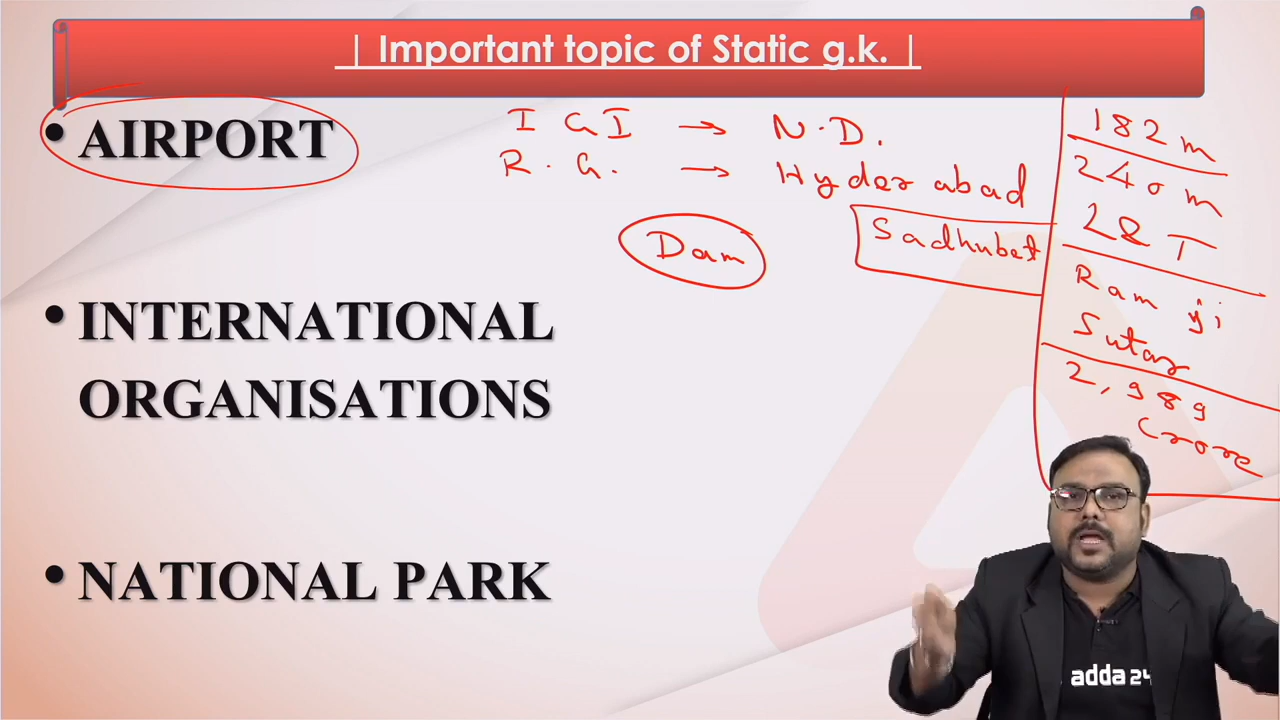 | Important topic of Static g.k. |
• AIRPORT
I G I → N.D.
R. G. → Hyderabad
Dam
Sadhubet
182 m
240 m
28 T
Ram ji
Sutar
2,989
Crore
• INTERNATIONAL
ORGANISATIONS
• NATIONAL PARK
adda 24